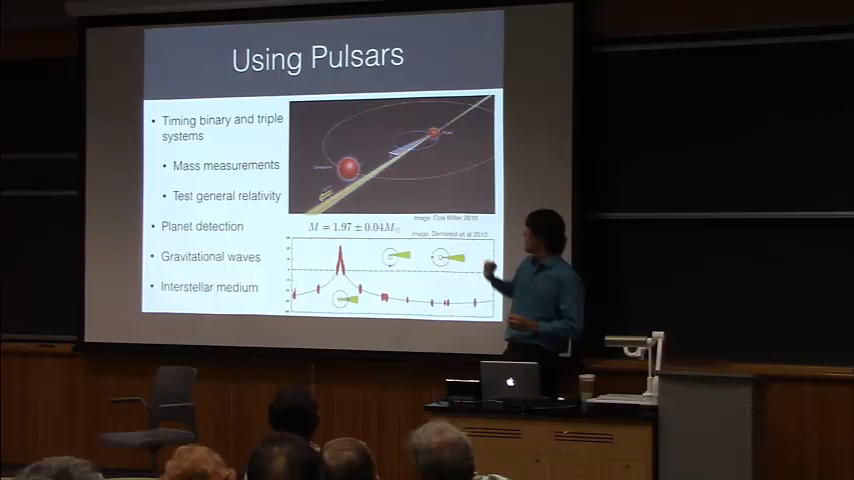 Using Pulsars
• Timing binary and triple
systems
• Mass measurements
• Test general relativity
• Planet detection
• Gravitational waves
• Interstellar medium
Image: Cole Miller 2010
M = 1.97 ± 0.04M☉
Image: Demorest et al 2010